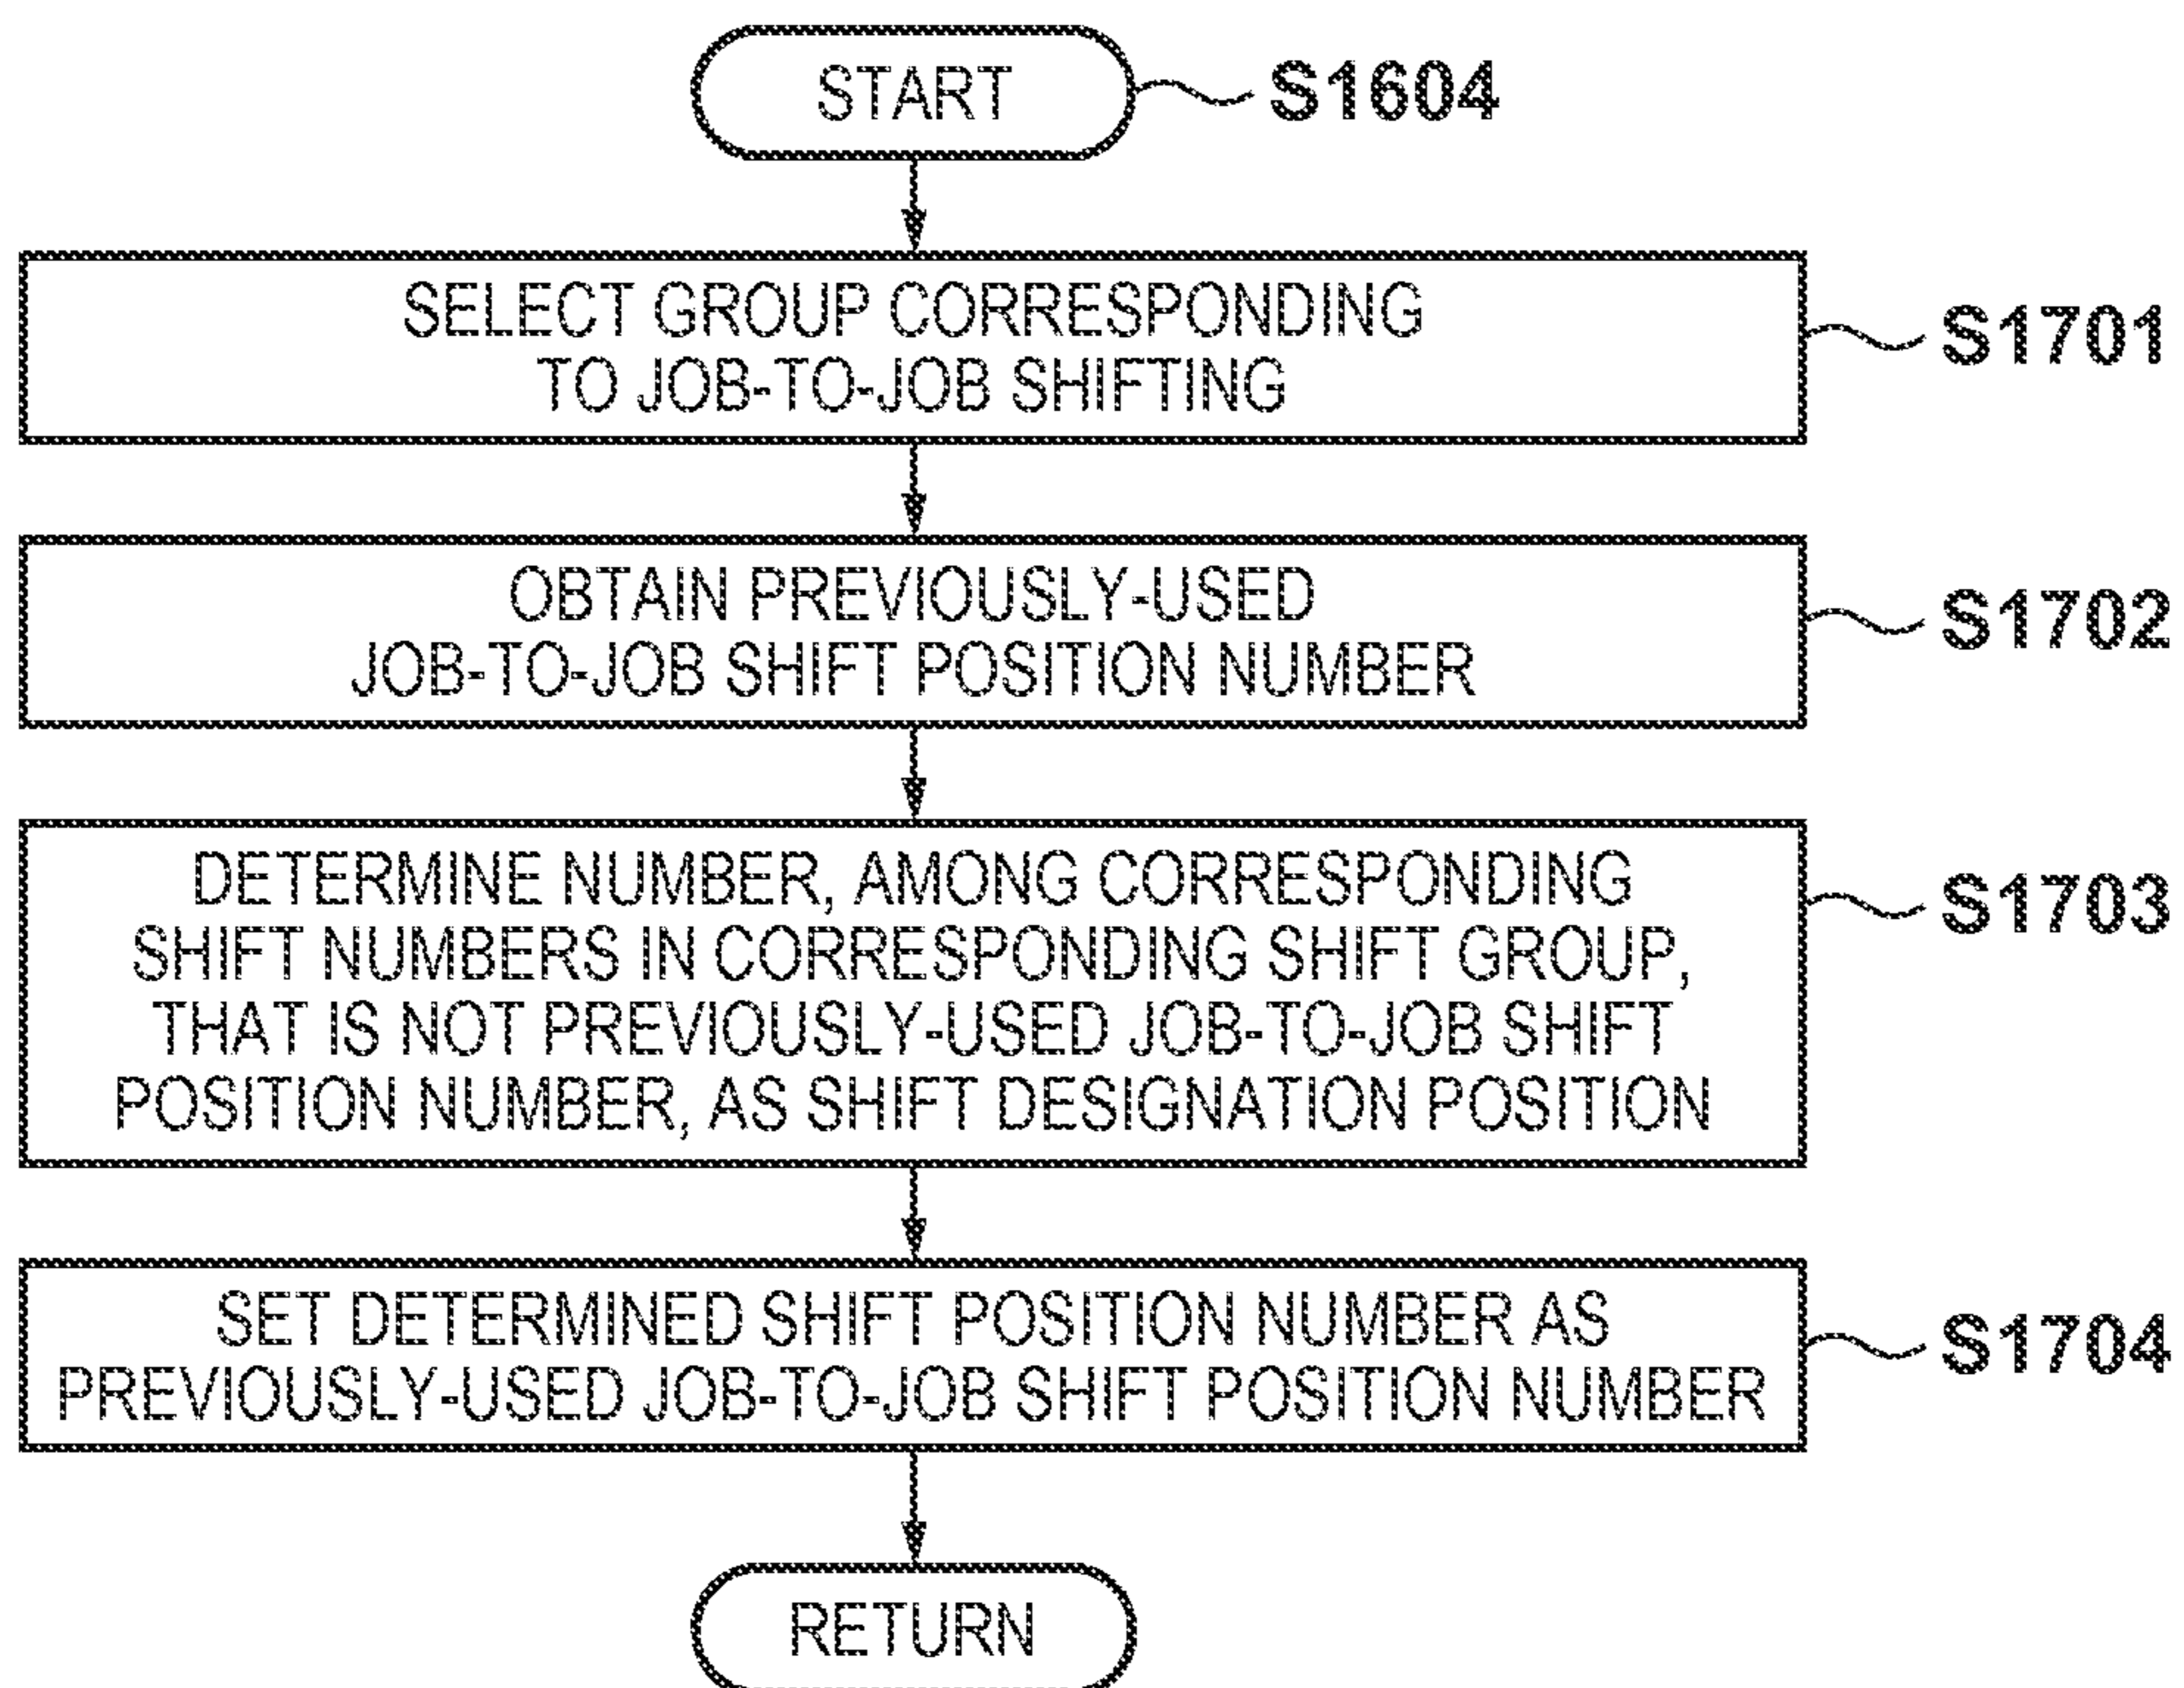 START
S1604
SELECT GROUP CORRESPONDING
TO JOB-TO-JOB SHIFTING
S1701
OBTAIN PREVIOUSLY-USED
JOB-TO-JOB SHIFT POSITION NUMBER
S1702
DETERMINE NUMBER, AMONG CORRESPONDING
SHIFT NUMBERS IN CORRESPONDING SHIFT GROUP,
THAT IS NOT PREVIOUSLY-USED JOB-TO-JOB SHIFT
POSITION NUMBER, AS SHIFT DESIGNATION POSITION
S1703
SET DETERMINED SHIFT POSITION NUMBER AS
PREVIOUSLY-USED JOB-TO-JOB SHIFT POSITION NUMBER
S1704
RETURN